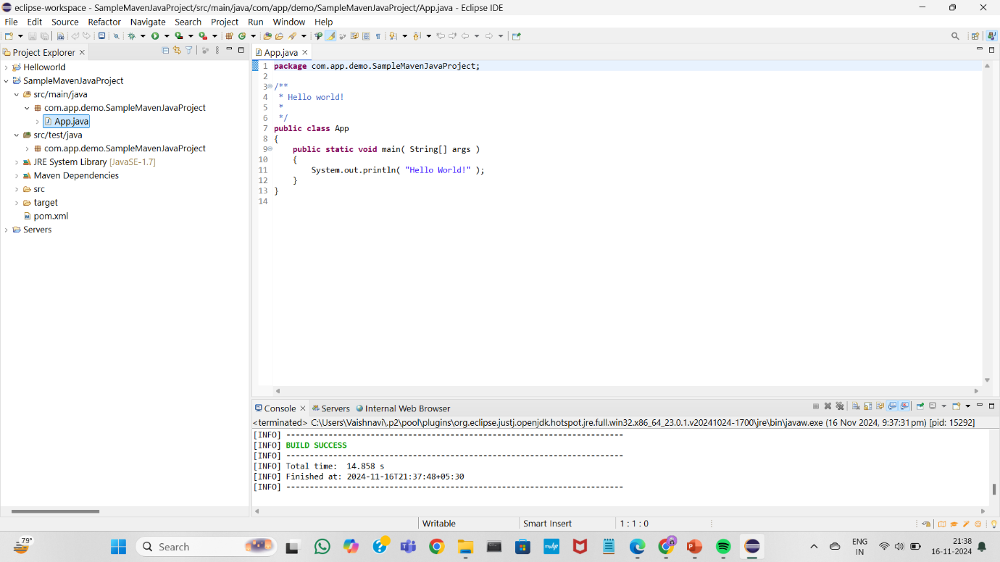 eclipse-workspace - SampleMavenJavaProject/src/main/java/com/app/demo/SampleMavenJavaProject/App.java - Eclipse IDE
File Edit Source Refactor Navigate Search Project Run Window Help
Project Explorer
Helloworld
SampleMavenJavaProject
src/main/java
com.app.demo.SampleMavenJavaProject
App.java
src/test/java
com.app.demo.SampleMavenJavaProject
JRE System Library [JavaSE-1.7]
Maven Dependencies
src
target
pom.xml
Servers
App.java
1 package com.app.demo.SampleMavenJavaProject;
2
3 /**
4 * Hello world!
5 *
6 */
7 public class App
8 {
9 public static void main( String[] args )
10 {
11 System.out.println( "Hello World!" );
12 }
13 }
14
Console Servers Internal Web Browser
<terminated> C:\Users\Vaishnavi\.p2\pool\plugins\org.eclipse.justj.openjdk.hotspot.jre.full.win32.x86_64_23.0.1.v20241024-1700\jre\bin\javaw.exe (16 Nov 2024, 9:37:31 pm) [pid: 15292]
[INFO] ------------------------------------------------------------------------
[INFO] BUILD SUCCESS
[INFO] ------------------------------------------------------------------------
[INFO] Total time:  14.858 s
[INFO] Finished at: 2024-11-16T21:37:48+05:30
[INFO] ------------------------------------------------------------------------
Writable Smart Insert 1 : 1 : 0
79°
Search
myhp
ENG
IN
21:38
16-11-2024